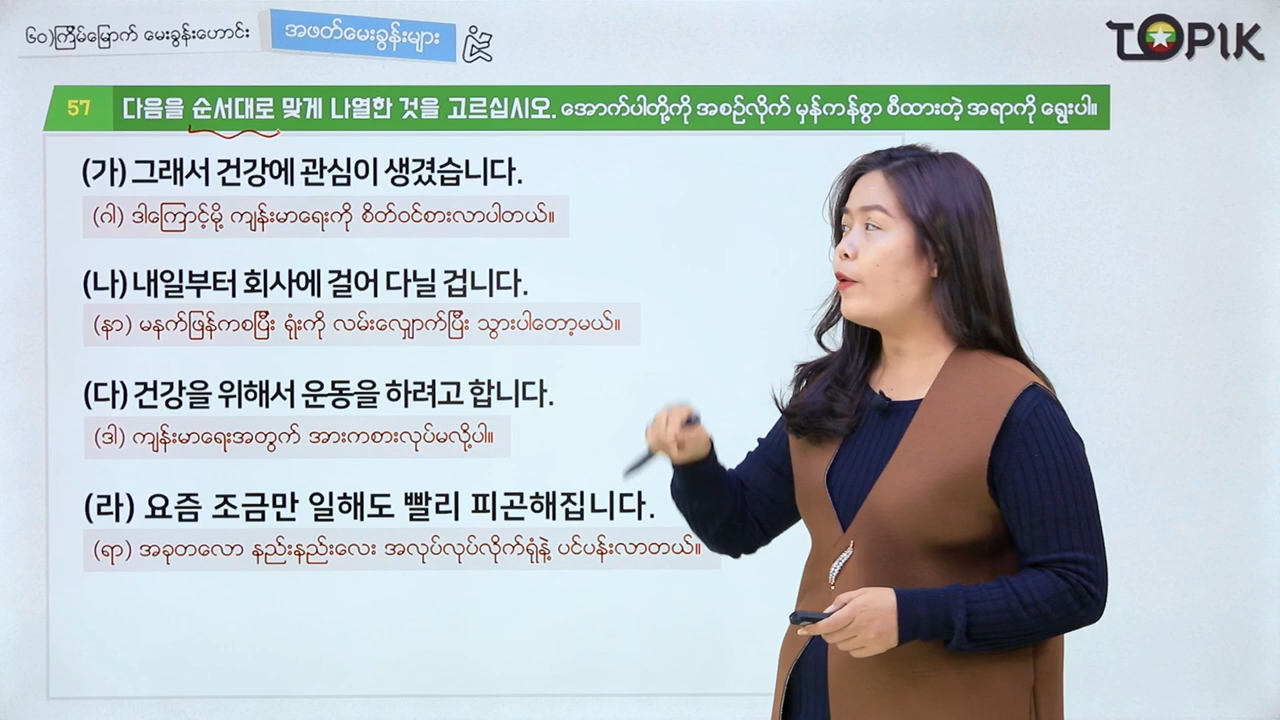 ၆၀)ကြိမ်မြောက် မေးခွန်းဟောင်း
အဖတ်မေးခွန်းများ
TOPIK
57 다음을 순서대로 맞게 나열한 것을 고르십시오. အောက်ပါတို့ကို အစဉ်လိုက် မှန်ကန်စွာ စီထားတဲ့ အရာကို ရွေးပါ။
(가) 그래서 건강에 관심이 생겼습니다.
(ဂါ) ဒါကြောင့်မို့ ကျန်းမာရေးကို စိတ်ဝင်စားလာပါတယ်။
(나) 내일부터 회사에 걸어 다닐 겁니다.
(နာ) မနက်ဖြန်ကစပြီး ရုံးကို လမ်းလျှောက်ပြီး သွားပါတော့မယ်။
(다) 건강을 위해서 운동을 하려고 합니다.
(ဒါ) ကျန်းမာရေးအတွက် အားကစားလုပ်မလို့ပါ။
(라) 요즘 조금만 일해도 빨리 피곤해집니다.
(ရာ) အခုတလော နည်းနည်းလေး အလုပ်လုပ်လိုက်ရုံနဲ့ ပင်ပန်းလာတယ်။